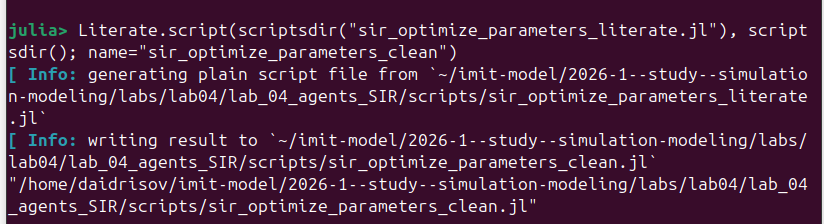 julia> Literate.script(scriptsdir("sir_optimize_parameters_literate.jl"), script
sdir(); name="sir_optimize_parameters_clean")
[ Info: generating plain script file from `~/imit-model/2026-1--study--simulatio
n-modeling/labs/lab04/lab_04_agents_SIR/scripts/sir_optimize_parameters_literate
.jl`
[ Info: writing result to `~/imit-model/2026-1--study--simulation-modeling/labs/
lab04/lab_04_agents_SIR/scripts/sir_optimize_parameters_clean.jl`
"/home/daidrisov/imit-model/2026-1--study--simulation-modeling/labs/lab04/lab_04
_agents_SIR/scripts/sir_optimize_parameters_clean.jl"